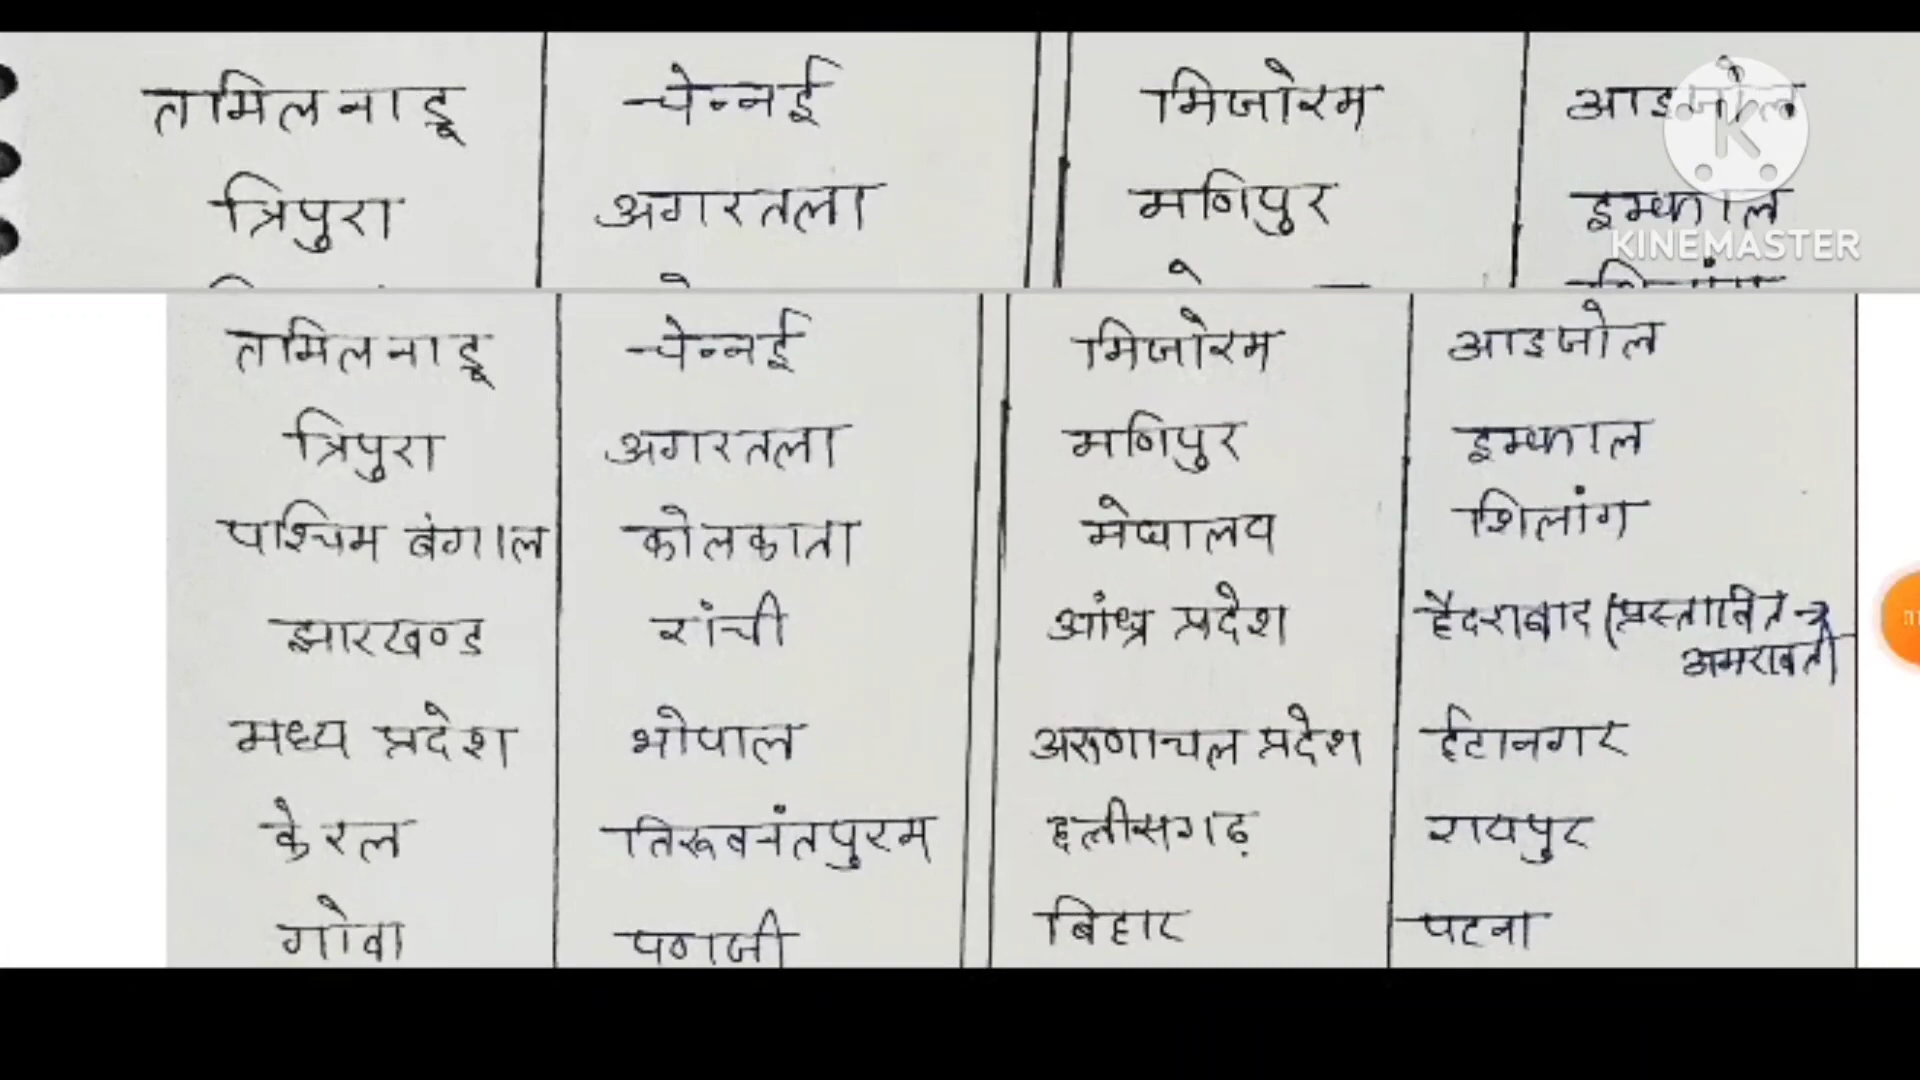 तामिलनाडू चेन्नई मिजोरम आइजोल
त्रिपुरा अगरतला मणिपुर इम्फाल
KINEMASTER
तामिलनाडू चेन्नई मिजोरम आइजोल
त्रिपुरा अगरतला मणिपुर इम्फाल
पश्चिम बंगाल कोलकाता मेघालय शिलांग
झारखण्ड रांची आंध्र प्रदेश हैदराबाद (प्रस्तावित →
अमरावती)
मध्य प्रदेश भोपाल अरुणाचल प्रदेश ईटानगर
केरल तिरूवनंतपुरम छत्तीसगढ़ रायपुर
गोवा पणजी बिहार पटना